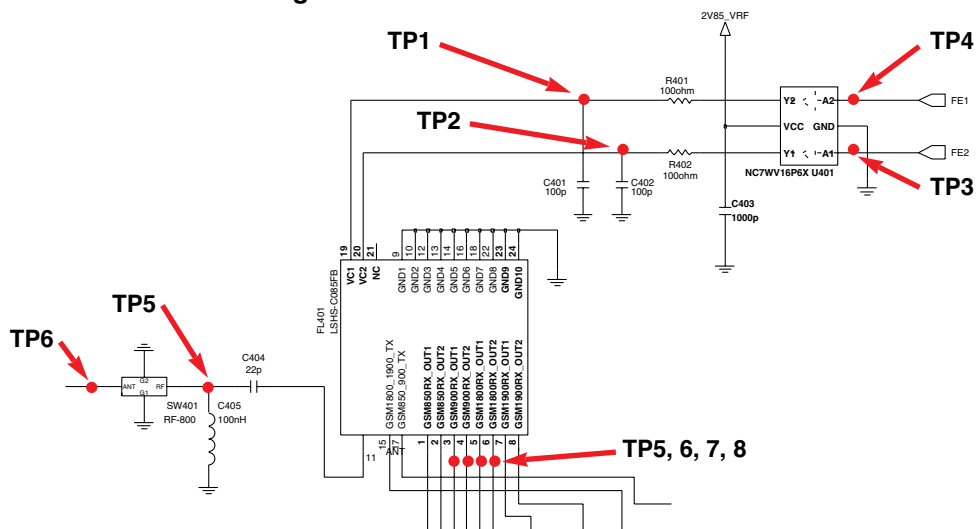 g
2V85_VRF
TP1
TP4
R401
100ohm
Y2
A2
FE1
TP2
VCC
GND
Y1
A1
FE2
R402
100ohm
NC7WV16P6X U401
TP3
C401
100p
C402
100p
C403
1000p
19
20
21
9
10
12
13
14
16
18
22
23
24
VC1
VC2
NC
GND1
GND2
GND3
GND4
GND5
GND6
GND7
GND8
GND9
GND10
FL401
LSHS-C085FB
TP5
TP6
C404
22p
G2
ANT
RF
G1
SW401
RF-800
C405
100nH
GSM1800_1900_TX
GSM850_900_TX
GSM850RX_OUT1
GSM850RX_OUT2
GSM900RX_OUT1
GSM900RX_OUT2
GSM1800RX_OUT1
GSM1800RX_OUT2
GSM1900RX_OUT1
GSM1900RX_OUT2
11
15
17
ANT
1
2
3
4
5
6
7
8
TP5, 6, 7, 8